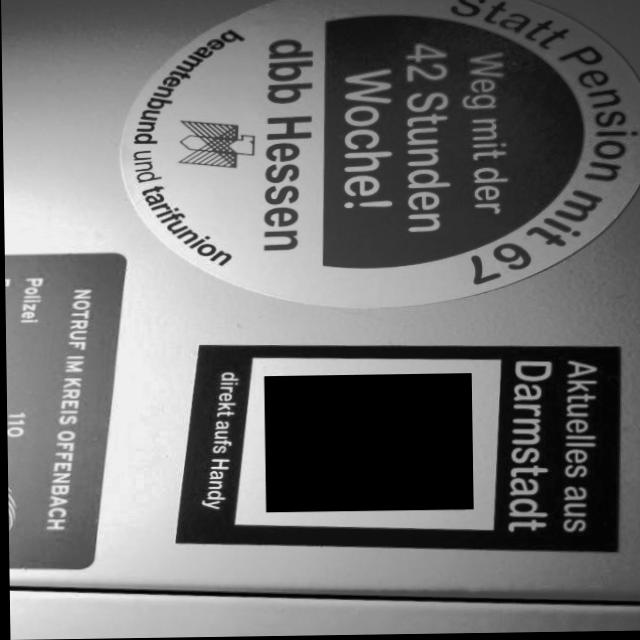 Statt Pension mit 67
Weg mit der
42 Stunden
Woche!
dbb Hessen
beamtenbund und tarifunion
Aktuelles aus
Darmstadt
direkt aufs Handy
NOTRUF IM KREIS OFFENBACH
Polizei 110